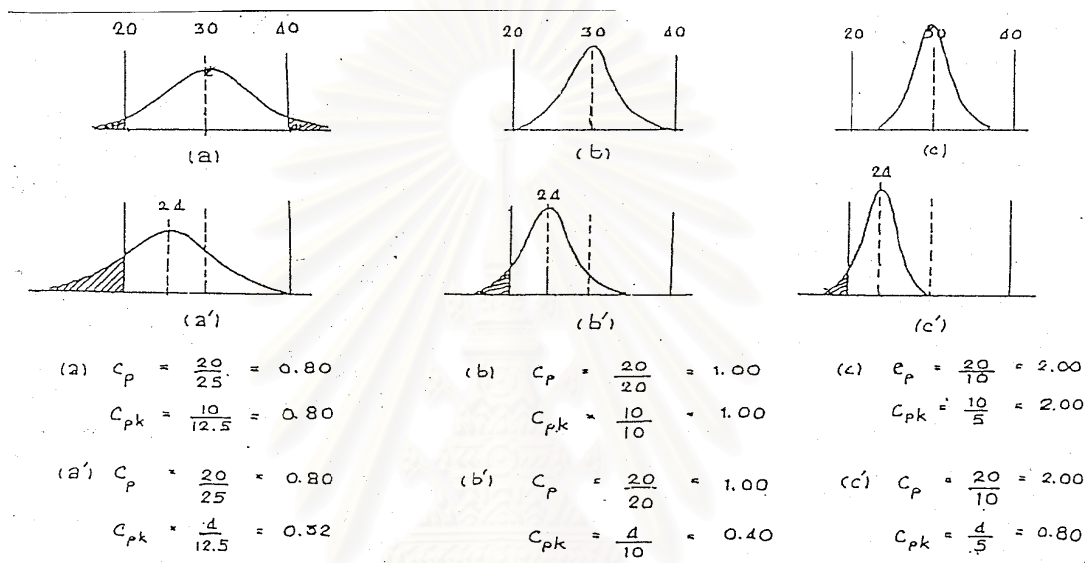 20 30 40 20 30 40 20 30 40
(a) (b) (c)
24 24 24
(a') (b') (c')
(a) Cp = 20/25 = 0.80 (b) Cp = 20/20 = 1.00 (c) Cp = 20/10 = 2.00
Cpk = 10/12.5 = 0.80 Cpk = 10/10 = 1.00 Cpk = 10/5 = 2.00
(a') Cp = 20/25 = 0.80 (b') Cp = 20/20 = 1.00 (c') Cp = 20/10 = 2.00
Cpk = 4/12.5 = 0.32 Cpk = 4/10 = 0.40 Cpk = 4/5 = 0.80